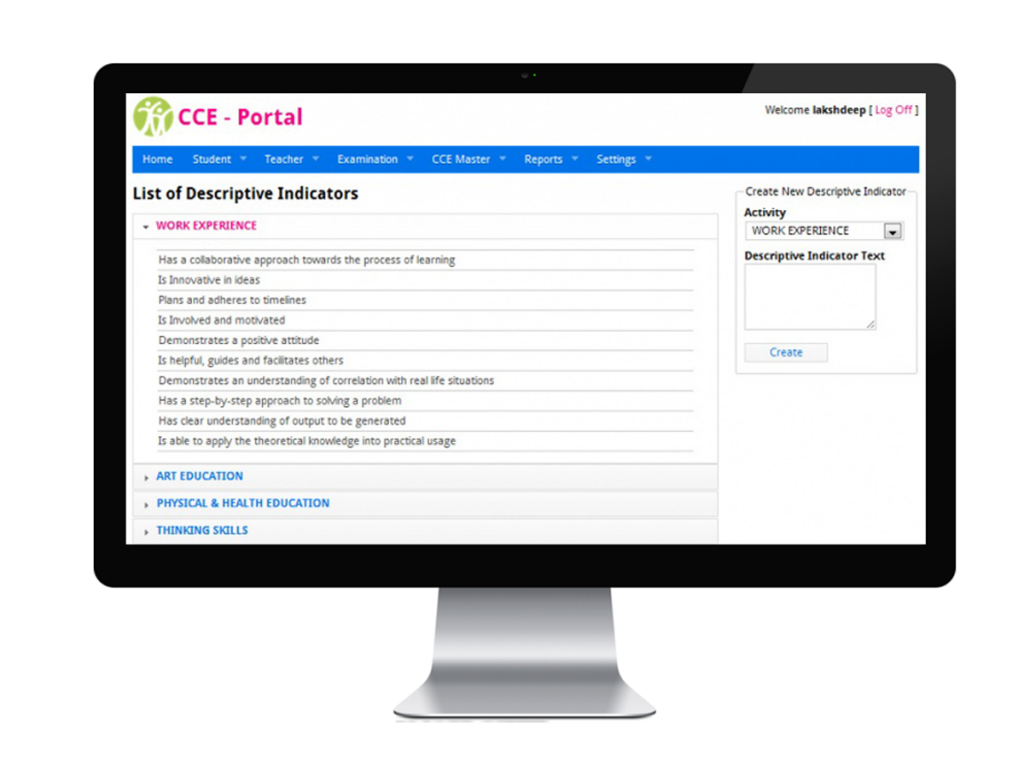 CCE - Portal
Welcome lakshdeep [ Log Off ]
Home Student Teacher Examination CCE Master Reports Settings
List of Descriptive Indicators
WORK EXPERIENCE
Has a collaborative approach towards the process of learning
Is Innovative in ideas
Plans and adheres to timelines
Is Involved and motivated
Demonstrates a positive attitude
Is helpful, guides and facilitates others
Demonstrates an understanding of correlation with real life situations
Has a step-by-step approach to solving a problem
Has clear understanding of output to be generated
Is able to apply the theoretical knowledge into practical usage
ART EDUCATION
PHYSICAL & HEALTH EDUCATION
THINKING SKILLS
Create New Descriptive Indicator
Activity
WORK EXPERIENCE
Descriptive Indicator Text
Create